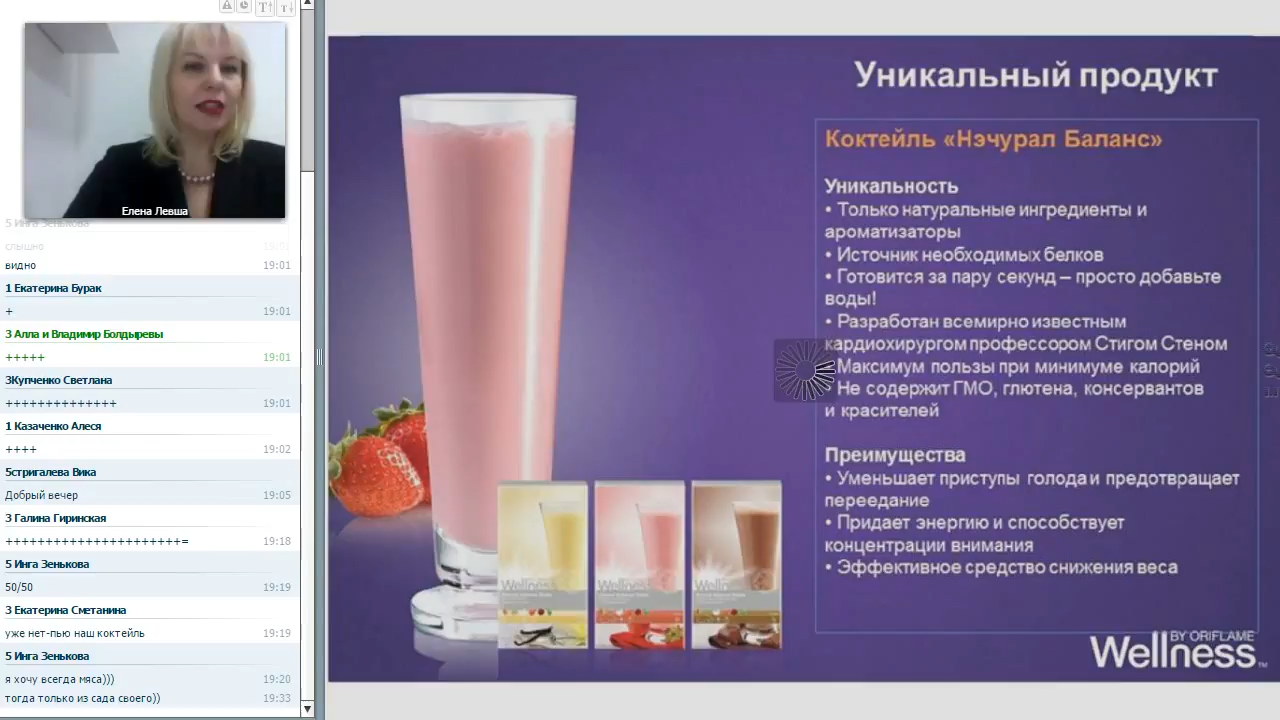 Елена Левша
5 Инга Зенькова
слышно
видно 19:01
1 Екатерина Бурак
+ 19:01
3 Алла и Владимир Болдыревы
+++++ 19:01
3Купченко Светлана
++++++++++++++ 19:01
1 Казаченко Алеся
++++ 19:02
5стригалева Вика
Добрый вечер 19:05
3 Галина Гиринская
++++++++++++++++++++++= 19:18
5 Инга Зенькова
50/50 19:19
3 Екатерина Сметанина
уже нет-пью наш коктейль 19:19
5 Инга Зенькова
я хочу всегда мяса))) 19:20
тогда только из сада своего)) 19:33
Уникальный продукт
Коктейль «Нэчурал Баланс»
Уникальность
• Только натуральные ингредиенты и
ароматизаторы
• Источник необходимых белков
• Готовится за пару секунд – просто добавьте
воды!
• Разработан всемирно известным
кардиохирургом профессором Стигом Стеном
Максимум пользы при минимуме калорий
Не содержит ГМО, глютена, консервантов
и красителей
Преимущества
• Уменьшает приступы голода и предотвращает
переедание
• Придает энергию и способствует
концентрации внимания
• Эффективное средство снижения веса
Wellness
Wellness
Wellness
BY ORIFLAME
Wellness™